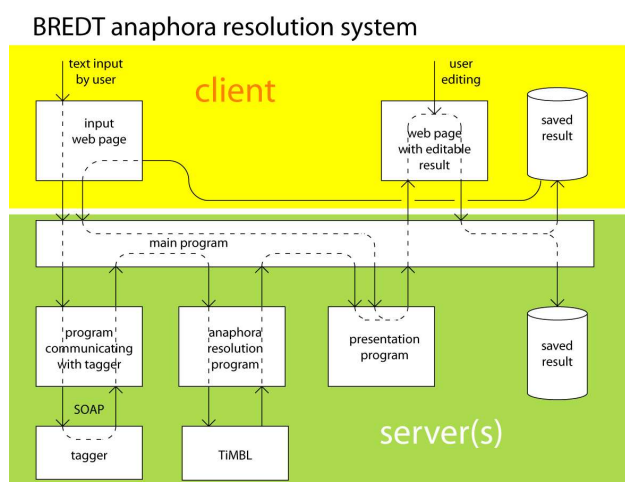 BREDT anaphora resolution system
text input
by user
client
user
editing
input
web page
web page
with editable
result
saved
result
main program
program
communicating
with tagger
anaphora
resolution
program
presentation
program
saved
result
SOAP
tagger
TiMBL
server(s)